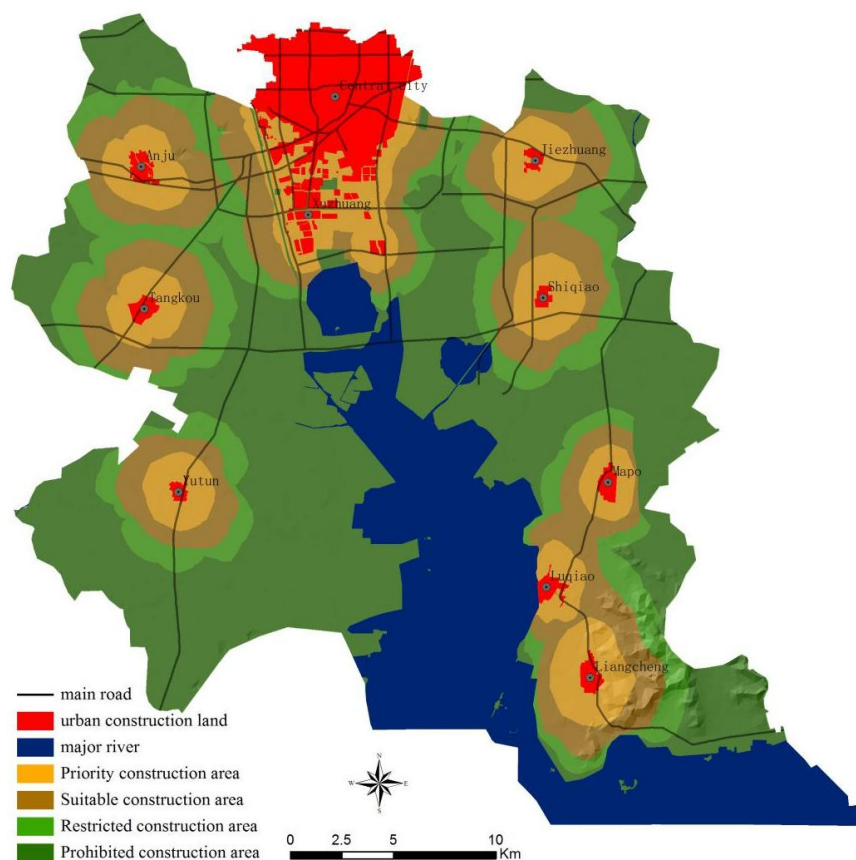 Central city
Anju
Jiezhuang
Xuzhuang
Tangkou
Shiqiao
Mapo
Yutun
Luqiao
Liangcheng
main road
urban construction land
major river
Priority construction area
Suitable construction area
Restricted construction area
Prohibited construction area
N
W E
S
0 2.5 5 10
Km